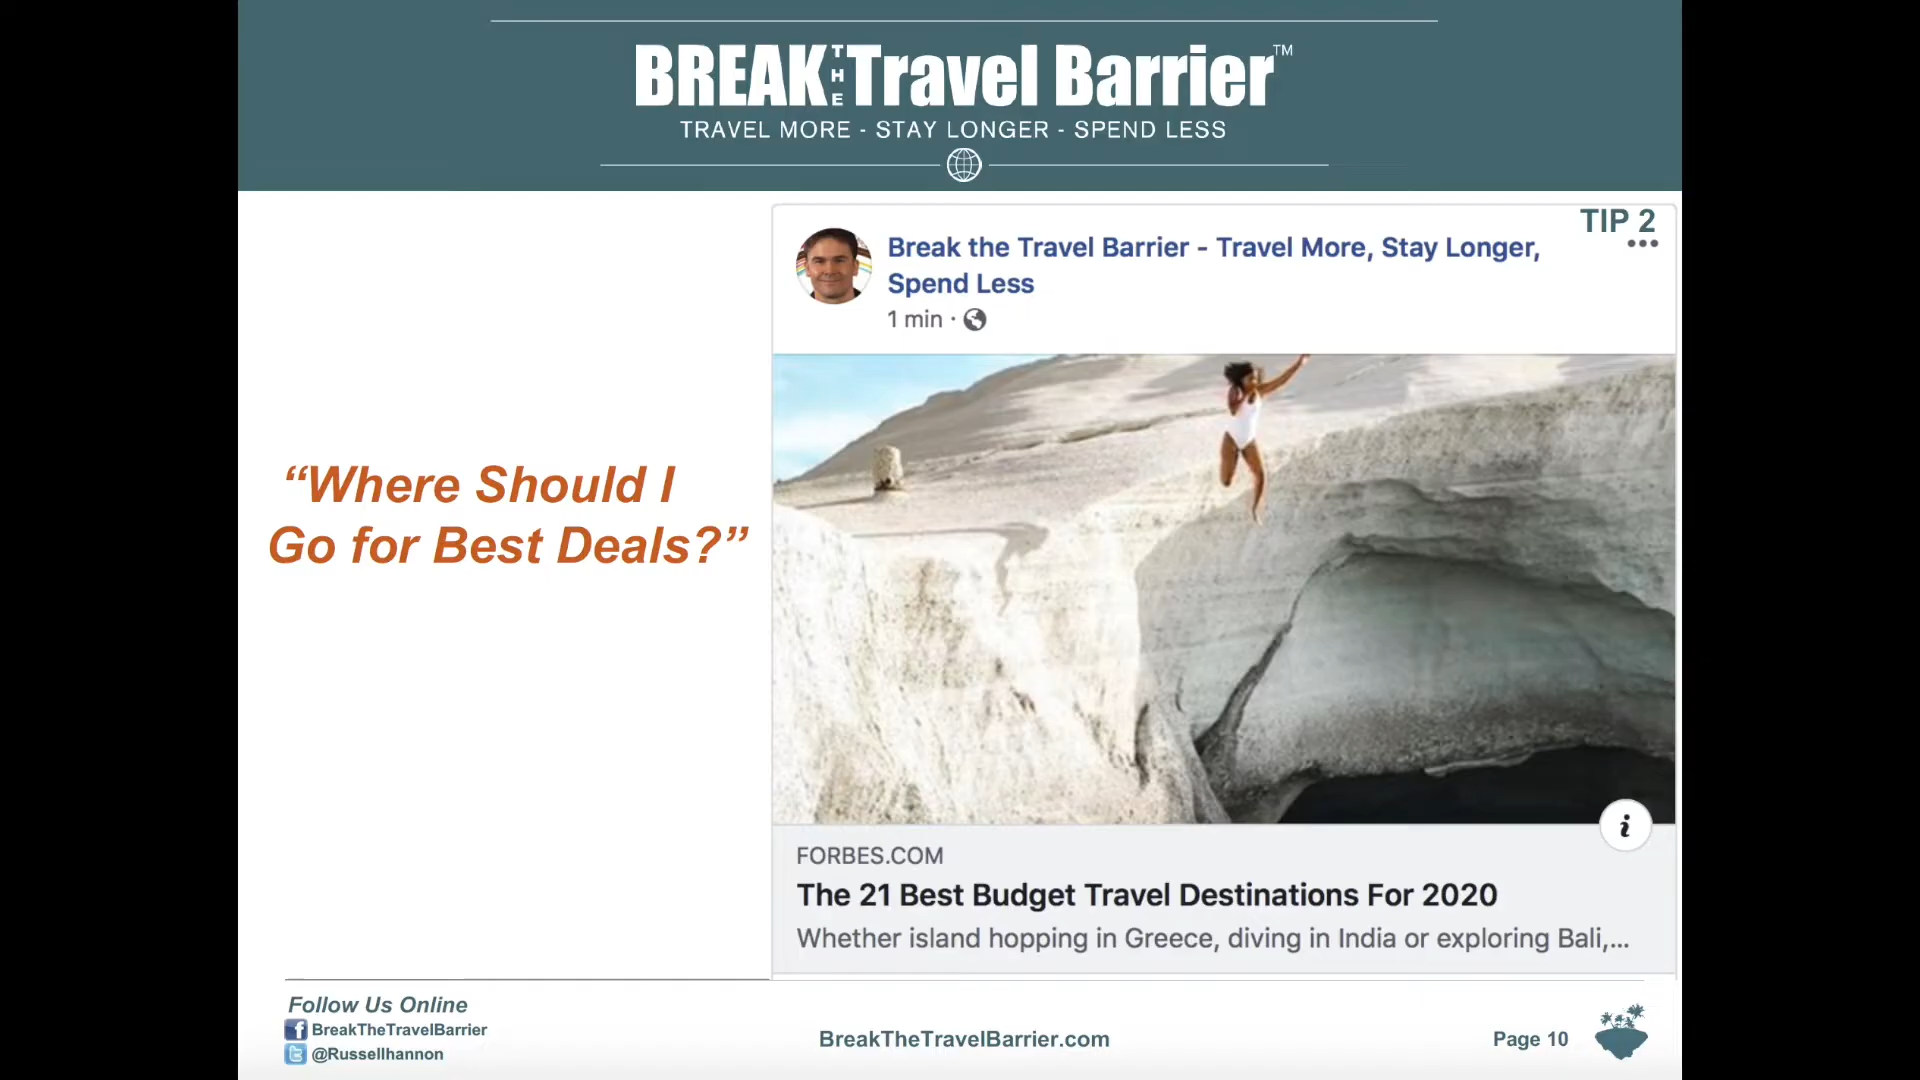 BREAK THE Travel Barrier™
TRAVEL MORE - STAY LONGER - SPEND LESS
TIP 2
Break the Travel Barrier - Travel More, Stay Longer,
Spend Less
1 min ·
“Where Should I
Go for Best Deals?”
i
FORBES.COM
The 21 Best Budget Travel Destinations For 2020
Whether island hopping in Greece, diving in India or exploring Bali,...
Follow Us Online
f BreakTheTravelBarrier
t @Russellhannon
BreakTheTravelBarrier.com
Page 10